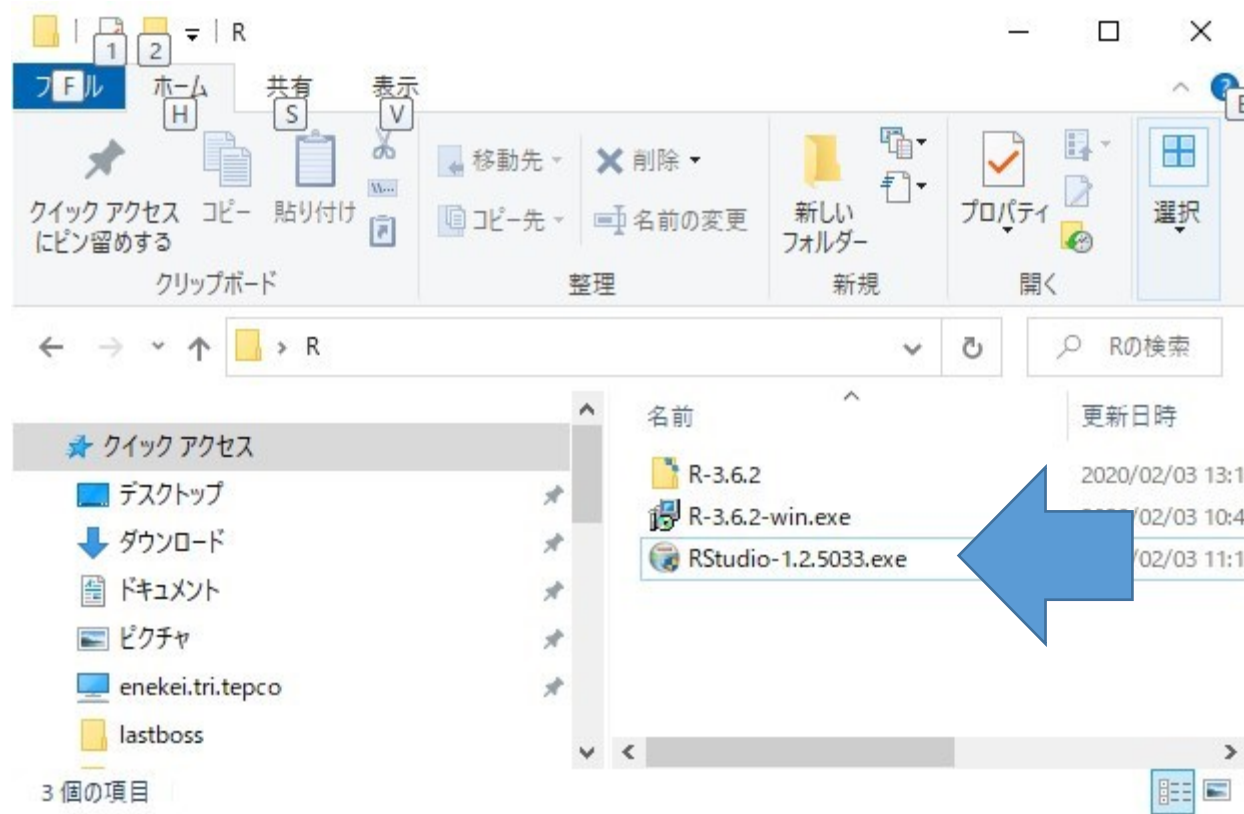 R
1 2
ファイル ホーム 共有 表示
F H S V E
クイック アクセス
にピン留めする
コピー
貼り付け
移動先
コピー先
削除
名前の変更
新しい
フォルダー
プロパティ
選択
クリップボード 整理 新規 開く
R
Rの検索
名前 更新日時
クイック アクセス
デスクトップ
ダウンロード
ドキュメント
ピクチャ
enekei.tri.tepco
lastboss
R-3.6.2 2020/02/03 13:1
R-3.6.2-win.exe /02/03 10:4
RStudio-1.2.5033.exe /02/03 11:1
3 個の項目